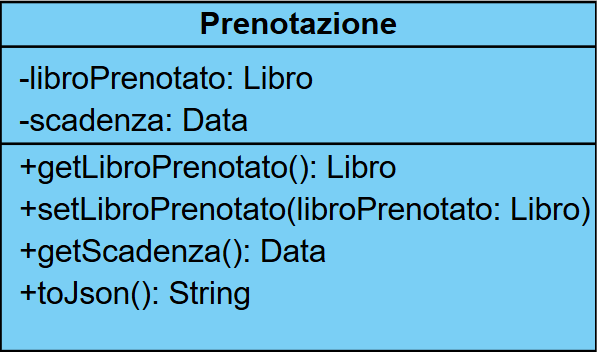 Prenotazione
-libroPrenotato: Libro
-scadenza: Data
+getLibroPrenotato(): Libro
+setLibroPrenotato(libroPrenotato: Libro)
+getScadenza(): Data
+toJson(): String